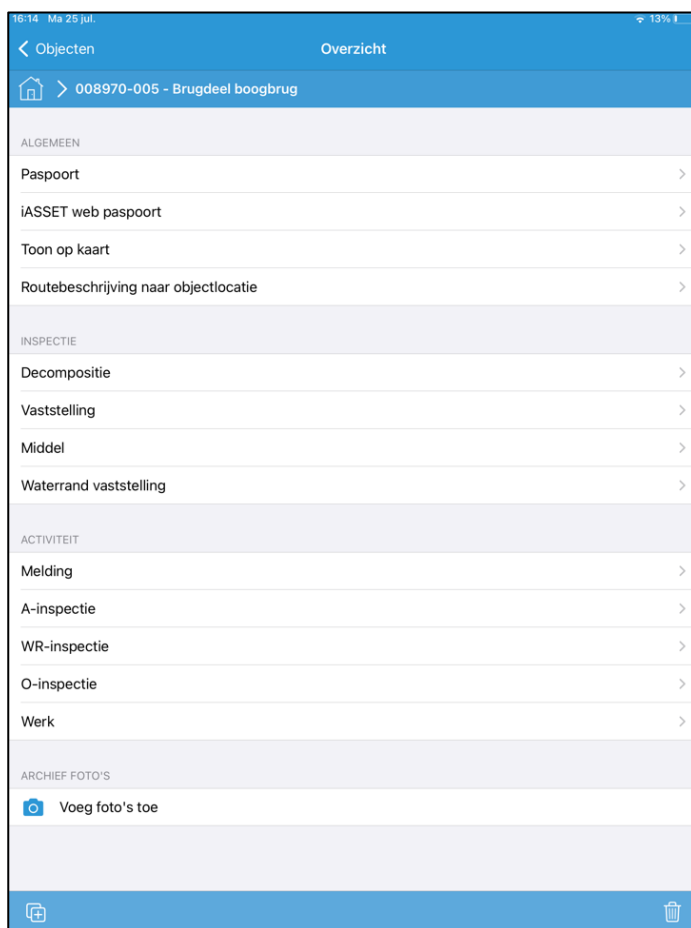 16:14 Ma 25 jul. 13%
Objecten Overzicht
008970-005 - Brugdeel boogbrug
ALGEMEEN
Paspoort
iASSET web paspoort
Toon op kaart
Routebeschrijving naar objectlocatie
INSPECTIE
Decompositie
Vaststelling
Middel
Waterrand vaststelling
ACTIVITEIT
Melding
A-inspectie
WR-inspectie
O-inspectie
Werk
ARCHIEF FOTO'S
Voeg foto's toe